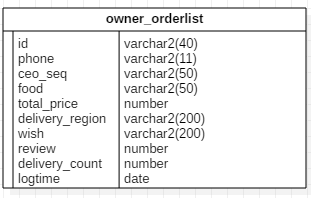 owner_orderlist
id varchar2(40)
phone varchar2(11)
ceo_seq varchar2(50)
food varchar2(50)
total_price number
delivery_region varchar2(200)
wish varchar2(200)
review number
delivery_count number
logtime date